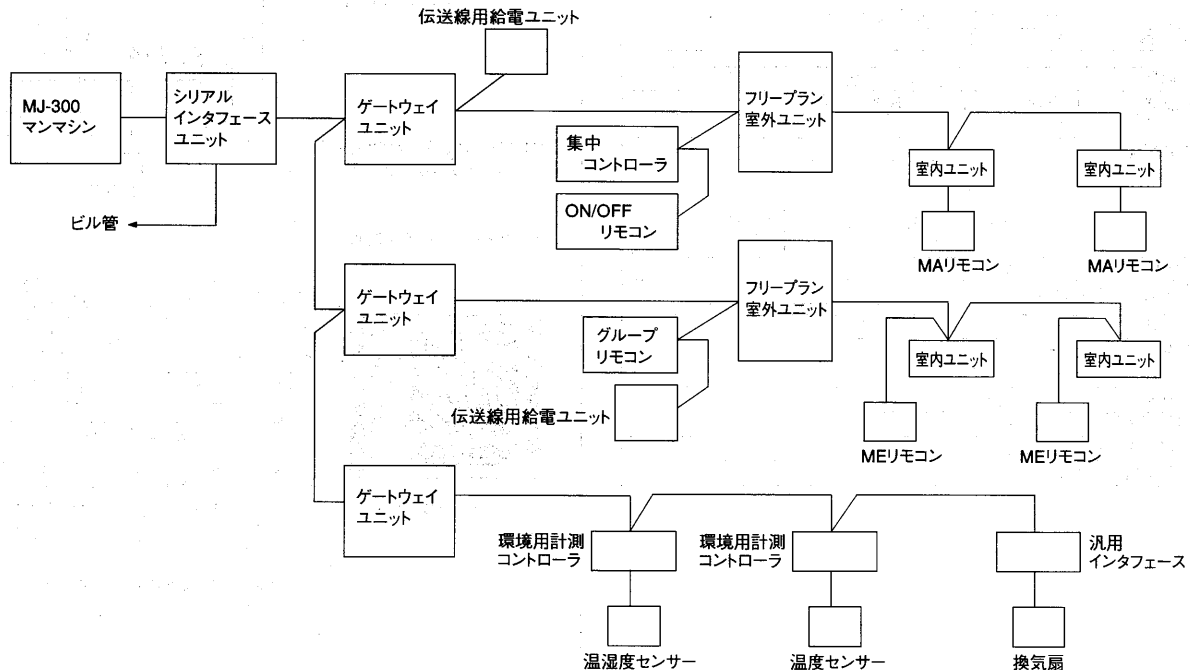 伝送線用給電ユニット
MJ-300
マンマシン
シリアル
インタフェース
ユニット
ゲートウェイ
ユニット
フリープラン
室外ユニット
集中
コントローラ
ON/OFF
リモコン
室内ユニット
室内ユニット
ビル管
MAリモコン
MAリモコン
ゲートウェイ
ユニット
フリープラン
室外ユニット
グループ
リモコン
室内ユニット
室内ユニット
伝送線用給電ユニット
MEリモコン
MEリモコン
ゲートウェイ
ユニット
環境用計測
コントローラ
環境用計測
コントローラ
汎用
インタフェース
温湿度センサー
温度センサー
換気扇